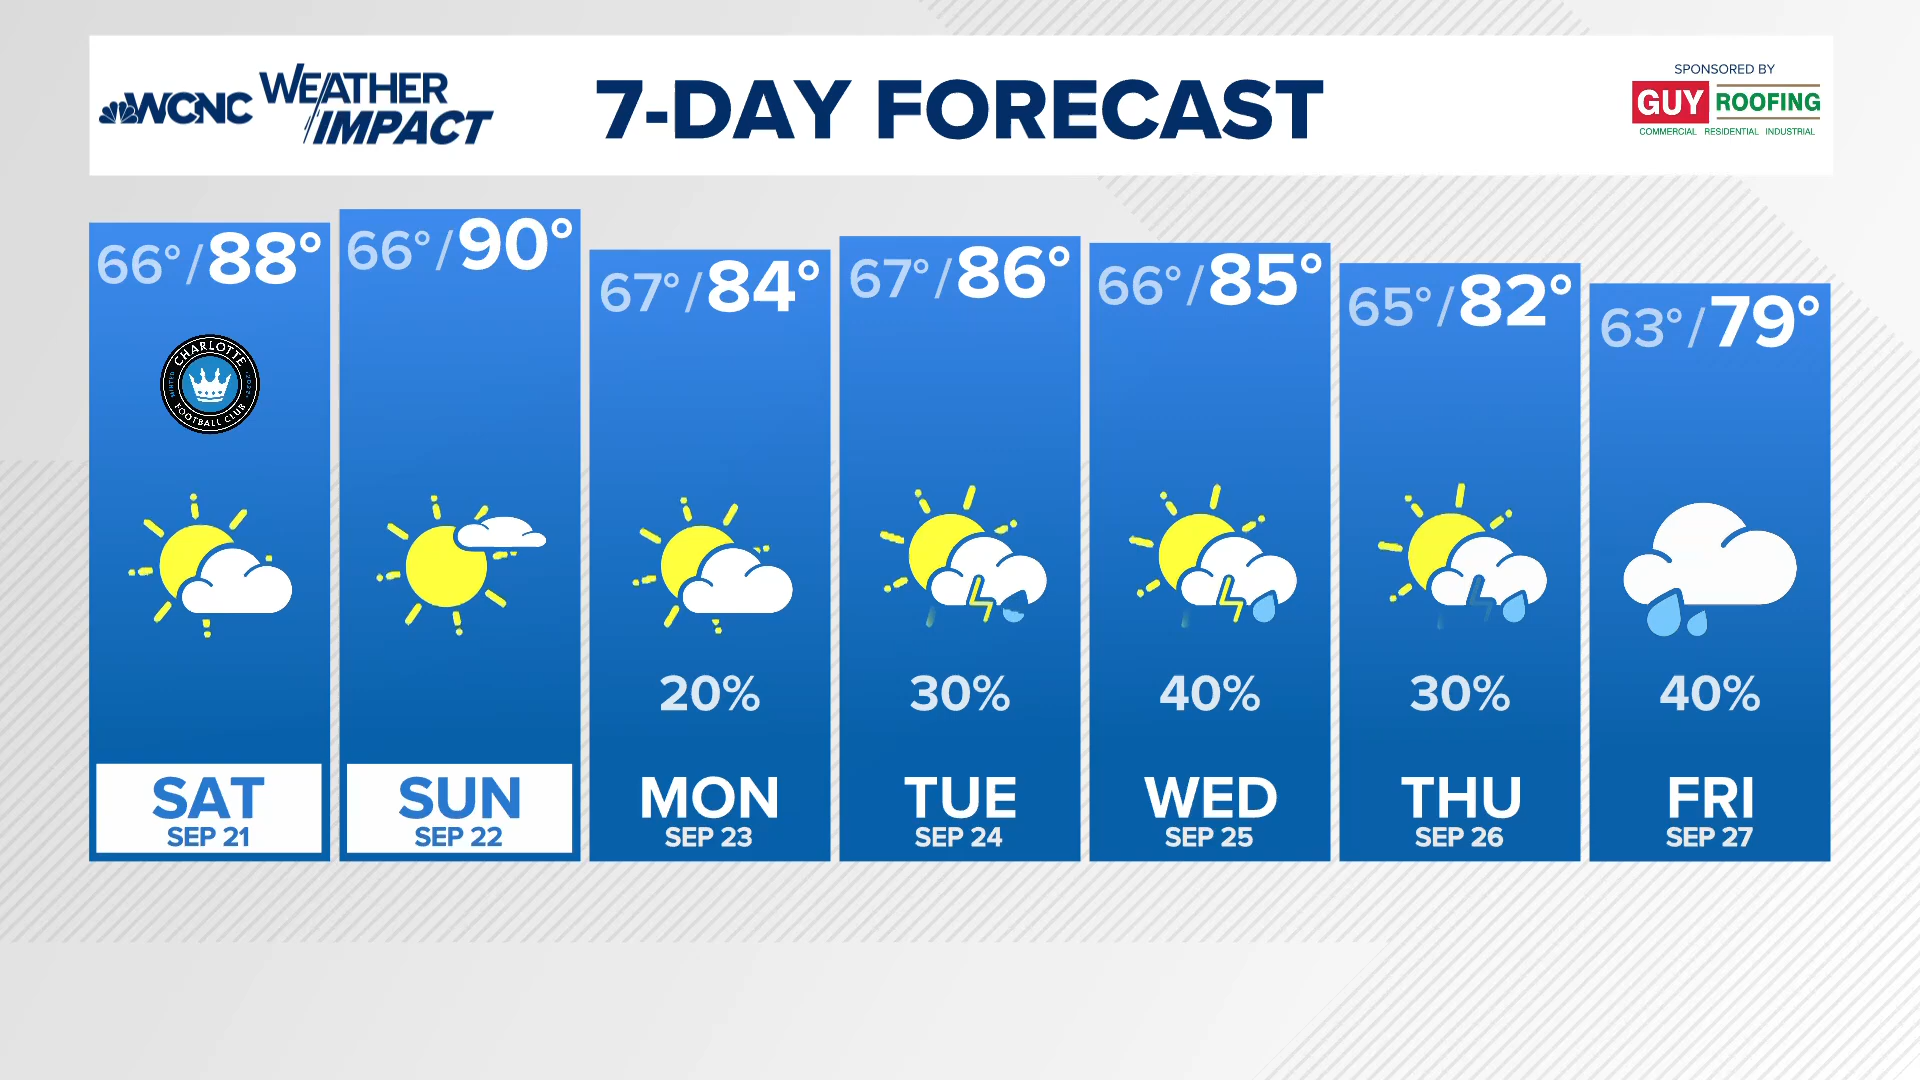 WCNC WEATHER IMPACT
7-DAY FORECAST
SPONSORED BY
GUY ROOFING
COMMERCIAL RESIDENTIAL INDUSTRIAL
66°/88°
66°/90°
67°/84°
67°/86°
66°/85°
65°/82°
63°/79°
CHARLOTTE
MINTED 2022
FOOTBALL CLUB
20%
30%
40%
30%
40%
SAT
SEP 21
SUN
SEP 22
MON
SEP 23
TUE
SEP 24
WED
SEP 25
THU
SEP 26
FRI
SEP 27